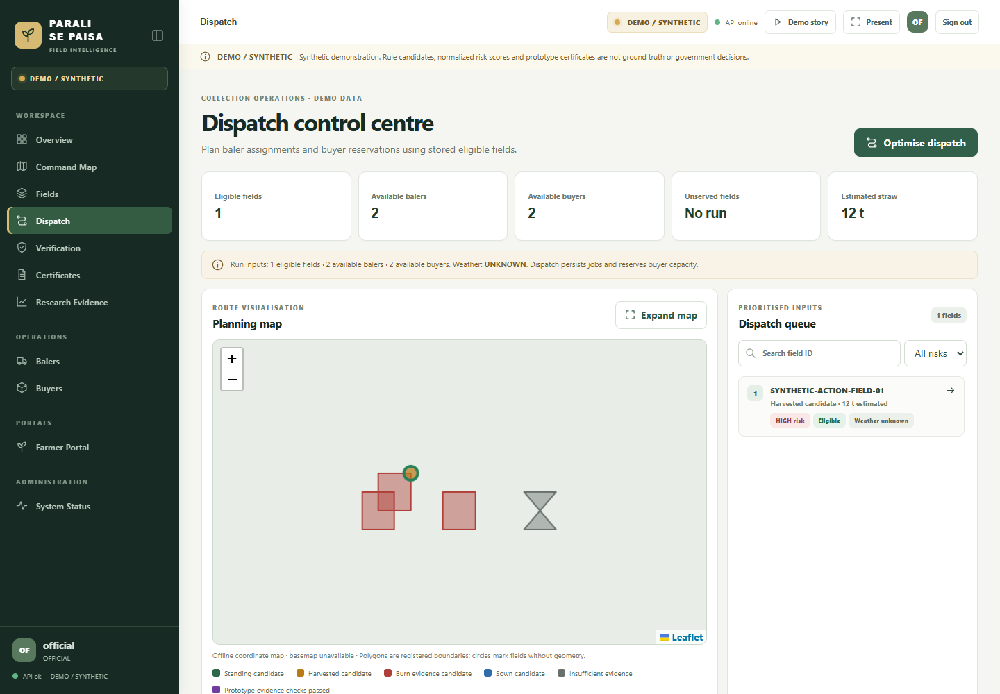 PARALI
SE PAISA
FIELD INTELLIGENCE
DEMO / SYNTHETIC
WORKSPACE
Overview
Command Map
Fields
Dispatch
Verification
Certificates
Research Evidence
OPERATIONS
Balers
Buyers
PORTALS
Farmer Portal
ADMINISTRATION
System Status
OF
official
OFFICIAL
API ok · DEMO / SYNTHETIC
Dispatch
DEMO / SYNTHETIC
API online
Demo story
Present
OF
Sign out
DEMO / SYNTHETIC Synthetic demonstration. Rule candidates, normalized risk scores and prototype certificates are not ground truth or government decisions.
COLLECTION OPERATIONS · DEMO DATA
Dispatch control centre
Plan baler assignments and buyer reservations using stored eligible fields.
Optimise dispatch
Eligible fields
1
Available balers
2
Available buyers
2
Unserved fields
No run
Estimated straw
12 t
Run inputs: 1 eligible fields · 2 available balers · 2 available buyers. Weather: UNKNOWN. Dispatch persists jobs and reserves buyer capacity.
ROUTE VISUALISATION
Planning map
Expand map
+
−
Leaflet
Offline coordinate map · basemap unavailable · Polygons are registered boundaries; circles mark fields without geometry.
Standing candidate
Harvested candidate
Burn evidence candidate
Sown candidate
Insufficient evidence
Prototype evidence checks passed
PRIORITISED INPUTS
Dispatch queue
1 fields
Search field ID
All risks
1
SYNTHETIC-ACTION-FIELD-01
Harvested candidate · 12 t estimated
HIGH risk
Eligible
Weather unknown